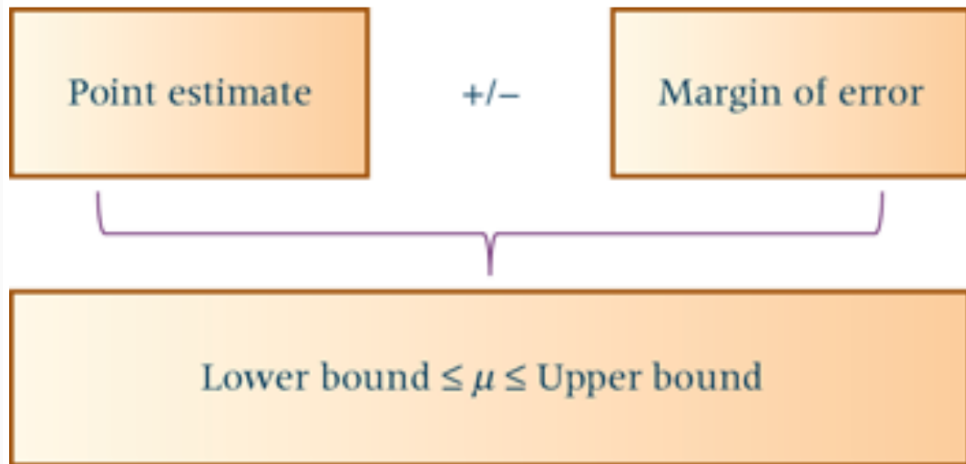 Point estimate +/– Margin of error
Lower bound ≤ μ ≤ Upper bound